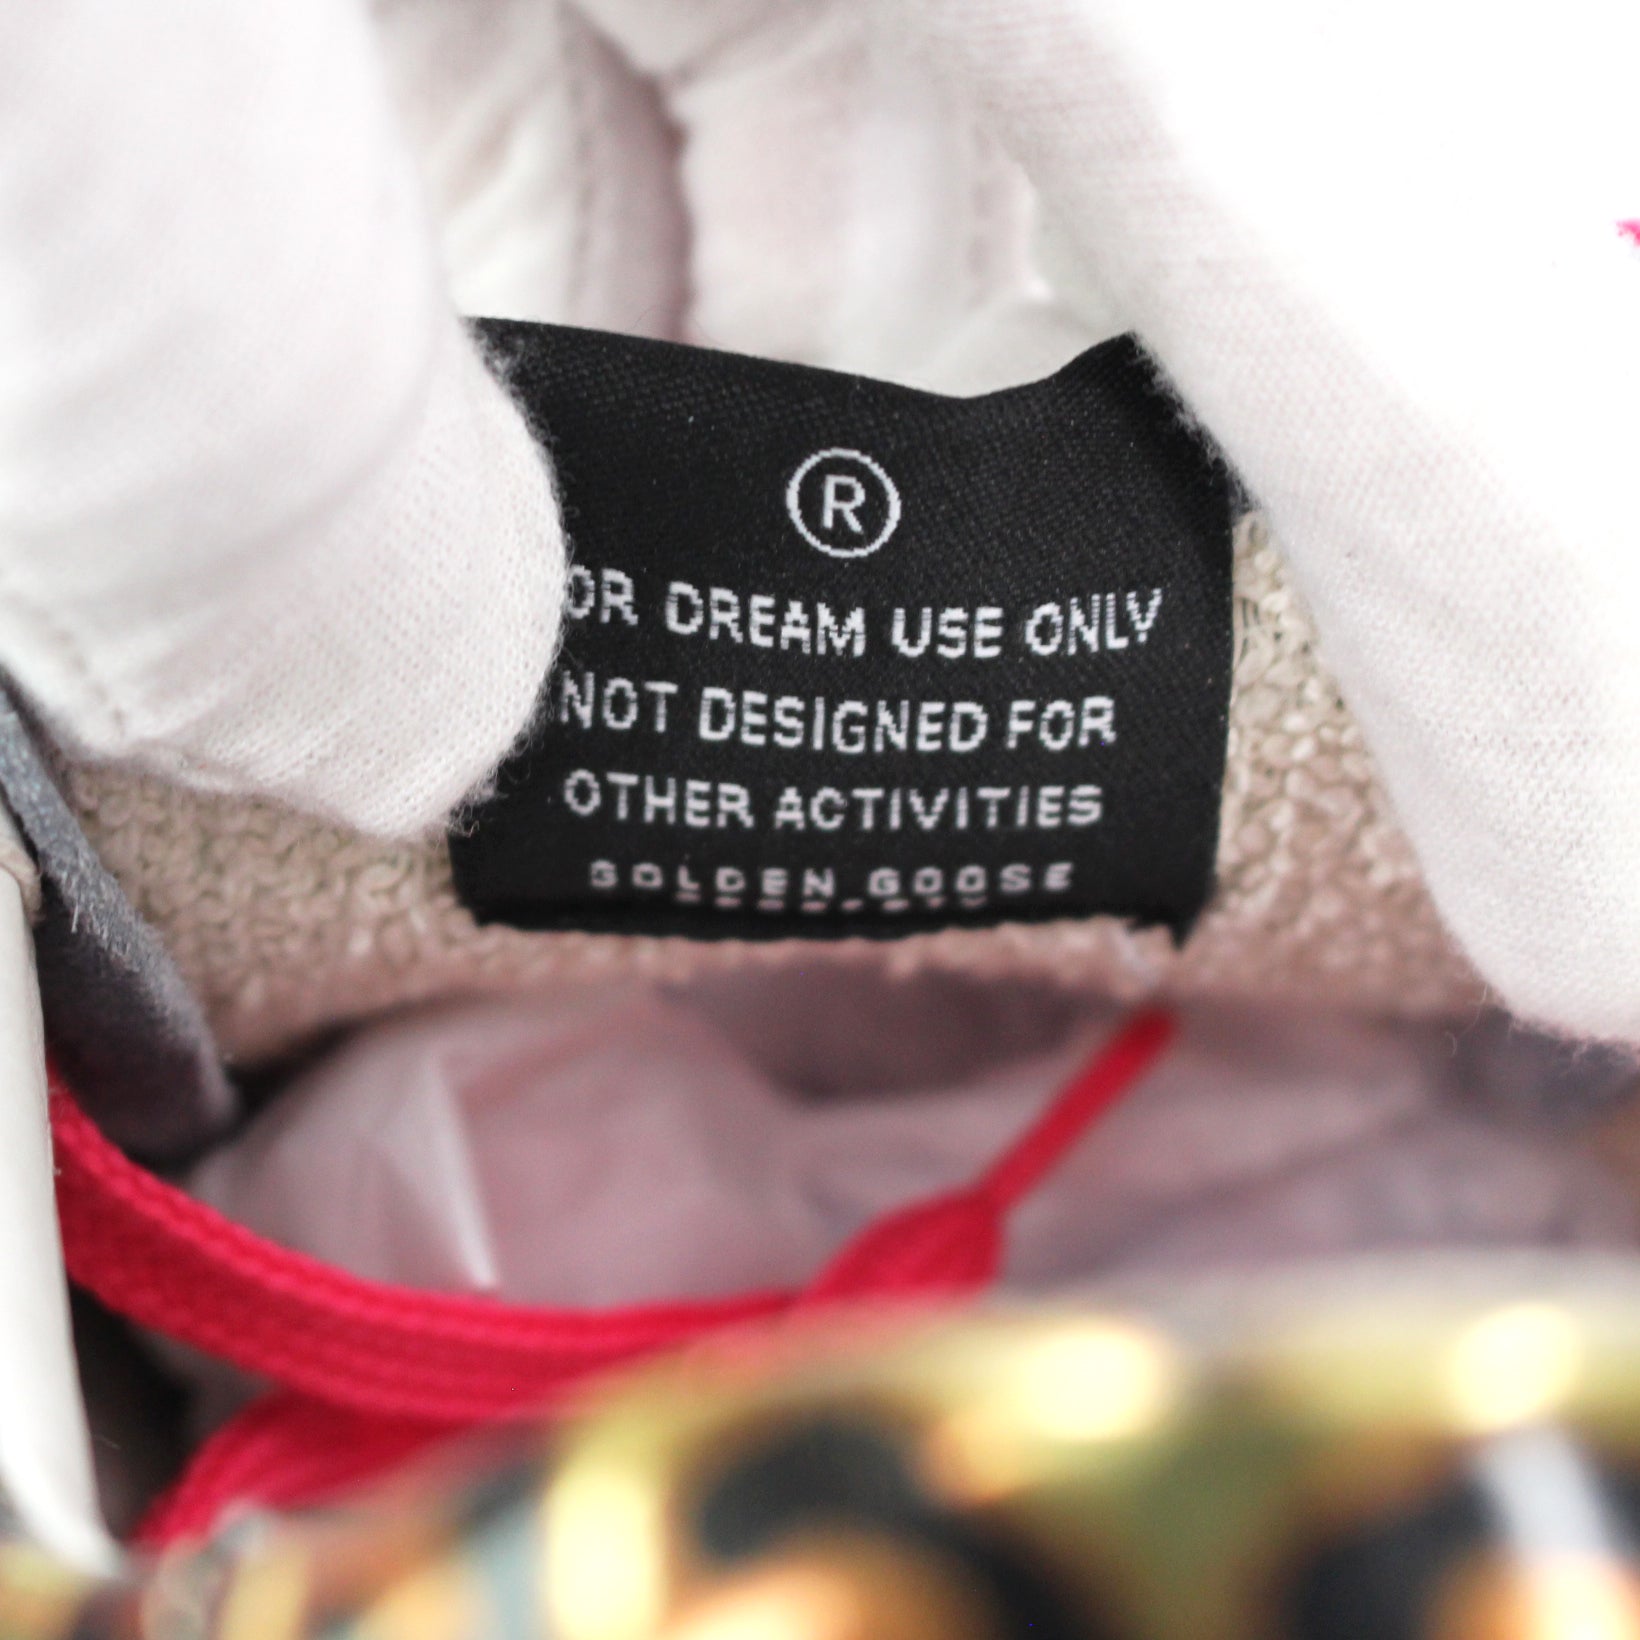 ®
OR DREAM USE ONLY
NOT DESIGNED FOR
OTHER ACTIVITIES
GOLDEN GOOSE